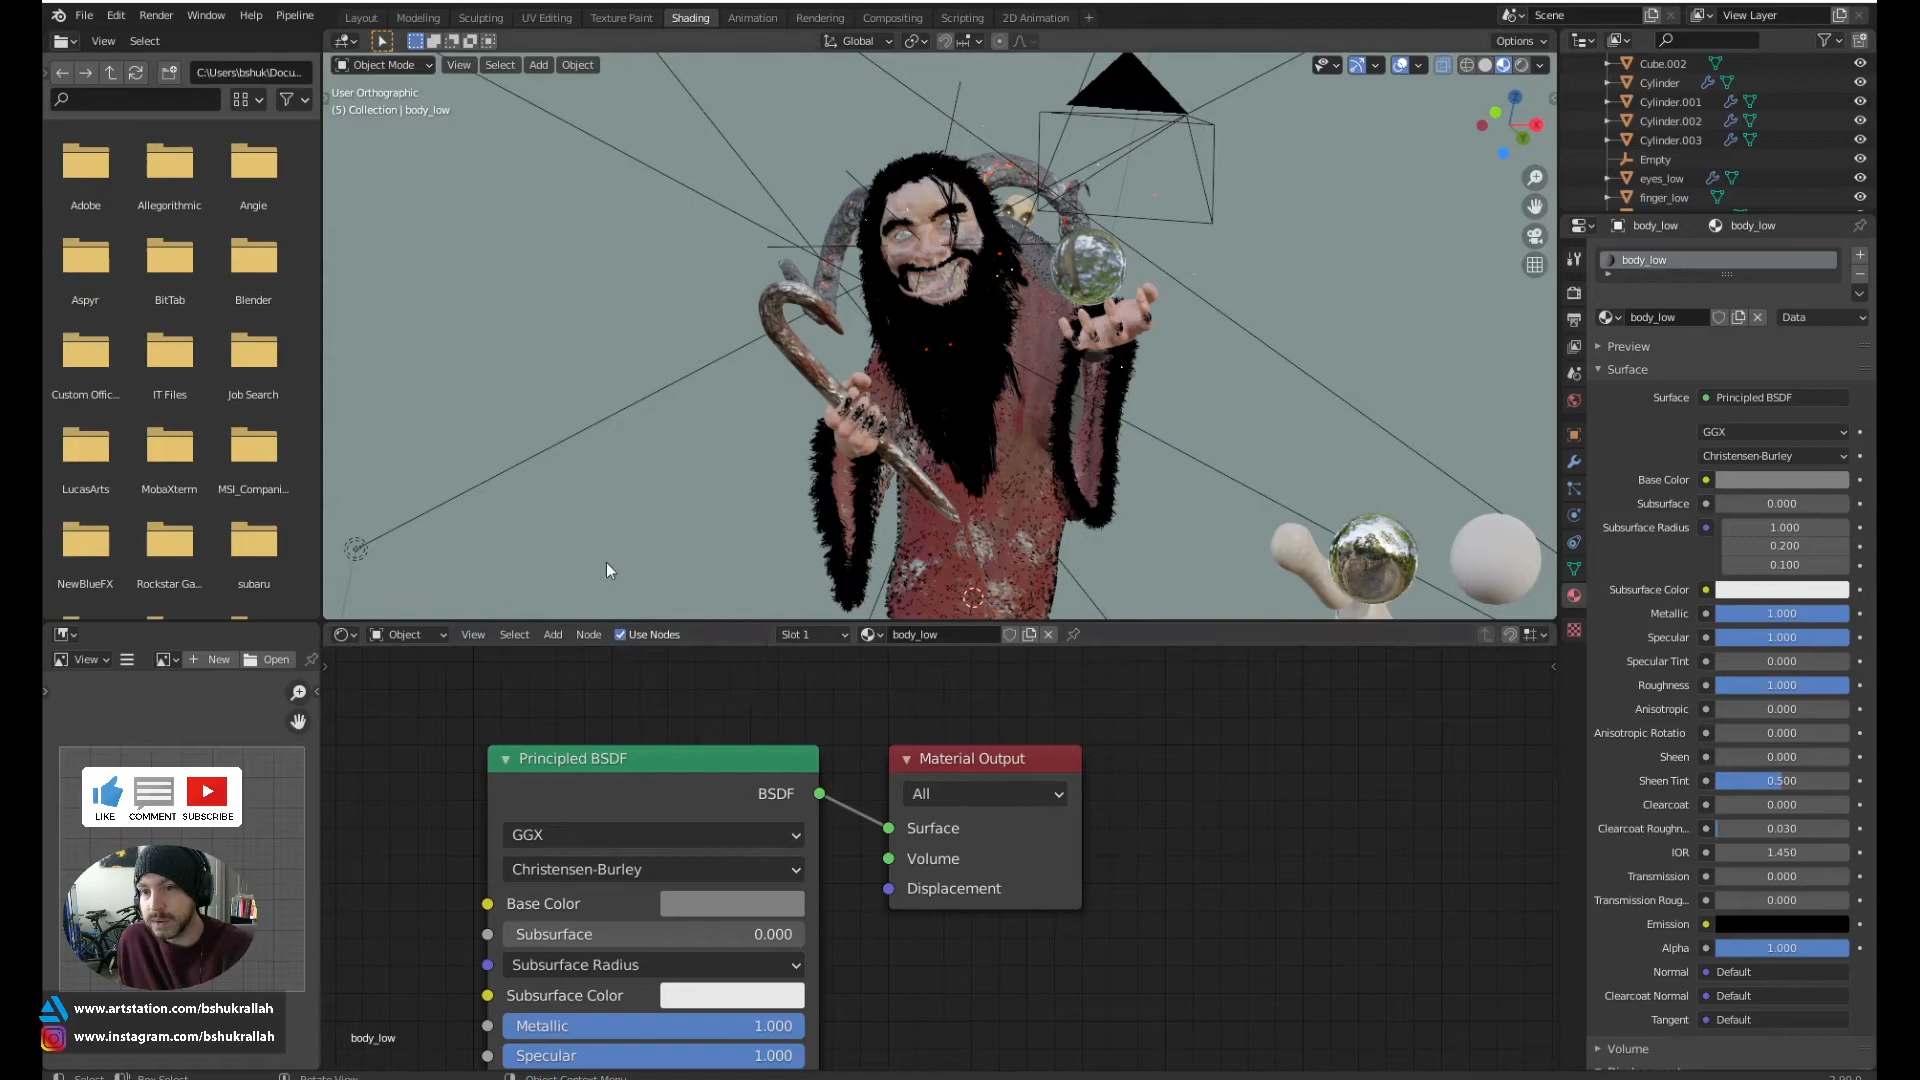 File Edit Render Window Help Pipeline
Layout Modeling Sculpting UV Editing Texture Paint Shading Animation Rendering Compositing Scripting 2D Animation +
Scene View Layer
View Select
Global
Options
C:\Users\bshuk\Docu...
Object Mode View Select Add Object
User Orthographic
(5) Collection | body_low
Adobe Allegorithmic Angie
Aspyr BitTab Blender
Custom Offic... IT Files Job Search
LucasArts MobaXterm MSI_Compani...
NewBlueFX Rockstar Ga... subaru
X
Y
Z
Cube.002
Cylinder
Cylinder.001
Cylinder.002
Cylinder.003
Empty
eyes_low
finger_low
body_low body_low
body_low
body_low Data
Preview
Surface
Surface Principled BSDF
GGX
Christensen-Burley
Base Color
Subsurface 0.000
Subsurface Radius 1.000
0.200
0.100
Subsurface Color
Metallic 1.000
Specular 1.000
Specular Tint 0.000
Roughness 1.000
Anisotropic 0.000
Anisotropic Rotatio 0.000
Sheen 0.000
Sheen Tint 0.500
Clearcoat 0.000
Clearcoat Roughn... 0.030
IOR 1.450
Transmission 0.000
Transmission Roug... 0.000
Emission
Alpha 1.000
Normal Default
Clearcoat Normal Default
Tangent Default
Volume
Object View Select Add Node Use Nodes Slot 1 body_low
View + New Open
Principled BSDF
BSDF
GGX
Christensen-Burley
Base Color
Subsurface 0.000
Subsurface Radius
Subsurface Color
Metallic 1.000
Specular 1.000
Material Output
All
Surface
Volume
Displacement
body_low
LIKE COMMENT SUBSCRIBE
www.artstation.com/bshukrallah
www.instagram.com/bshukrallah